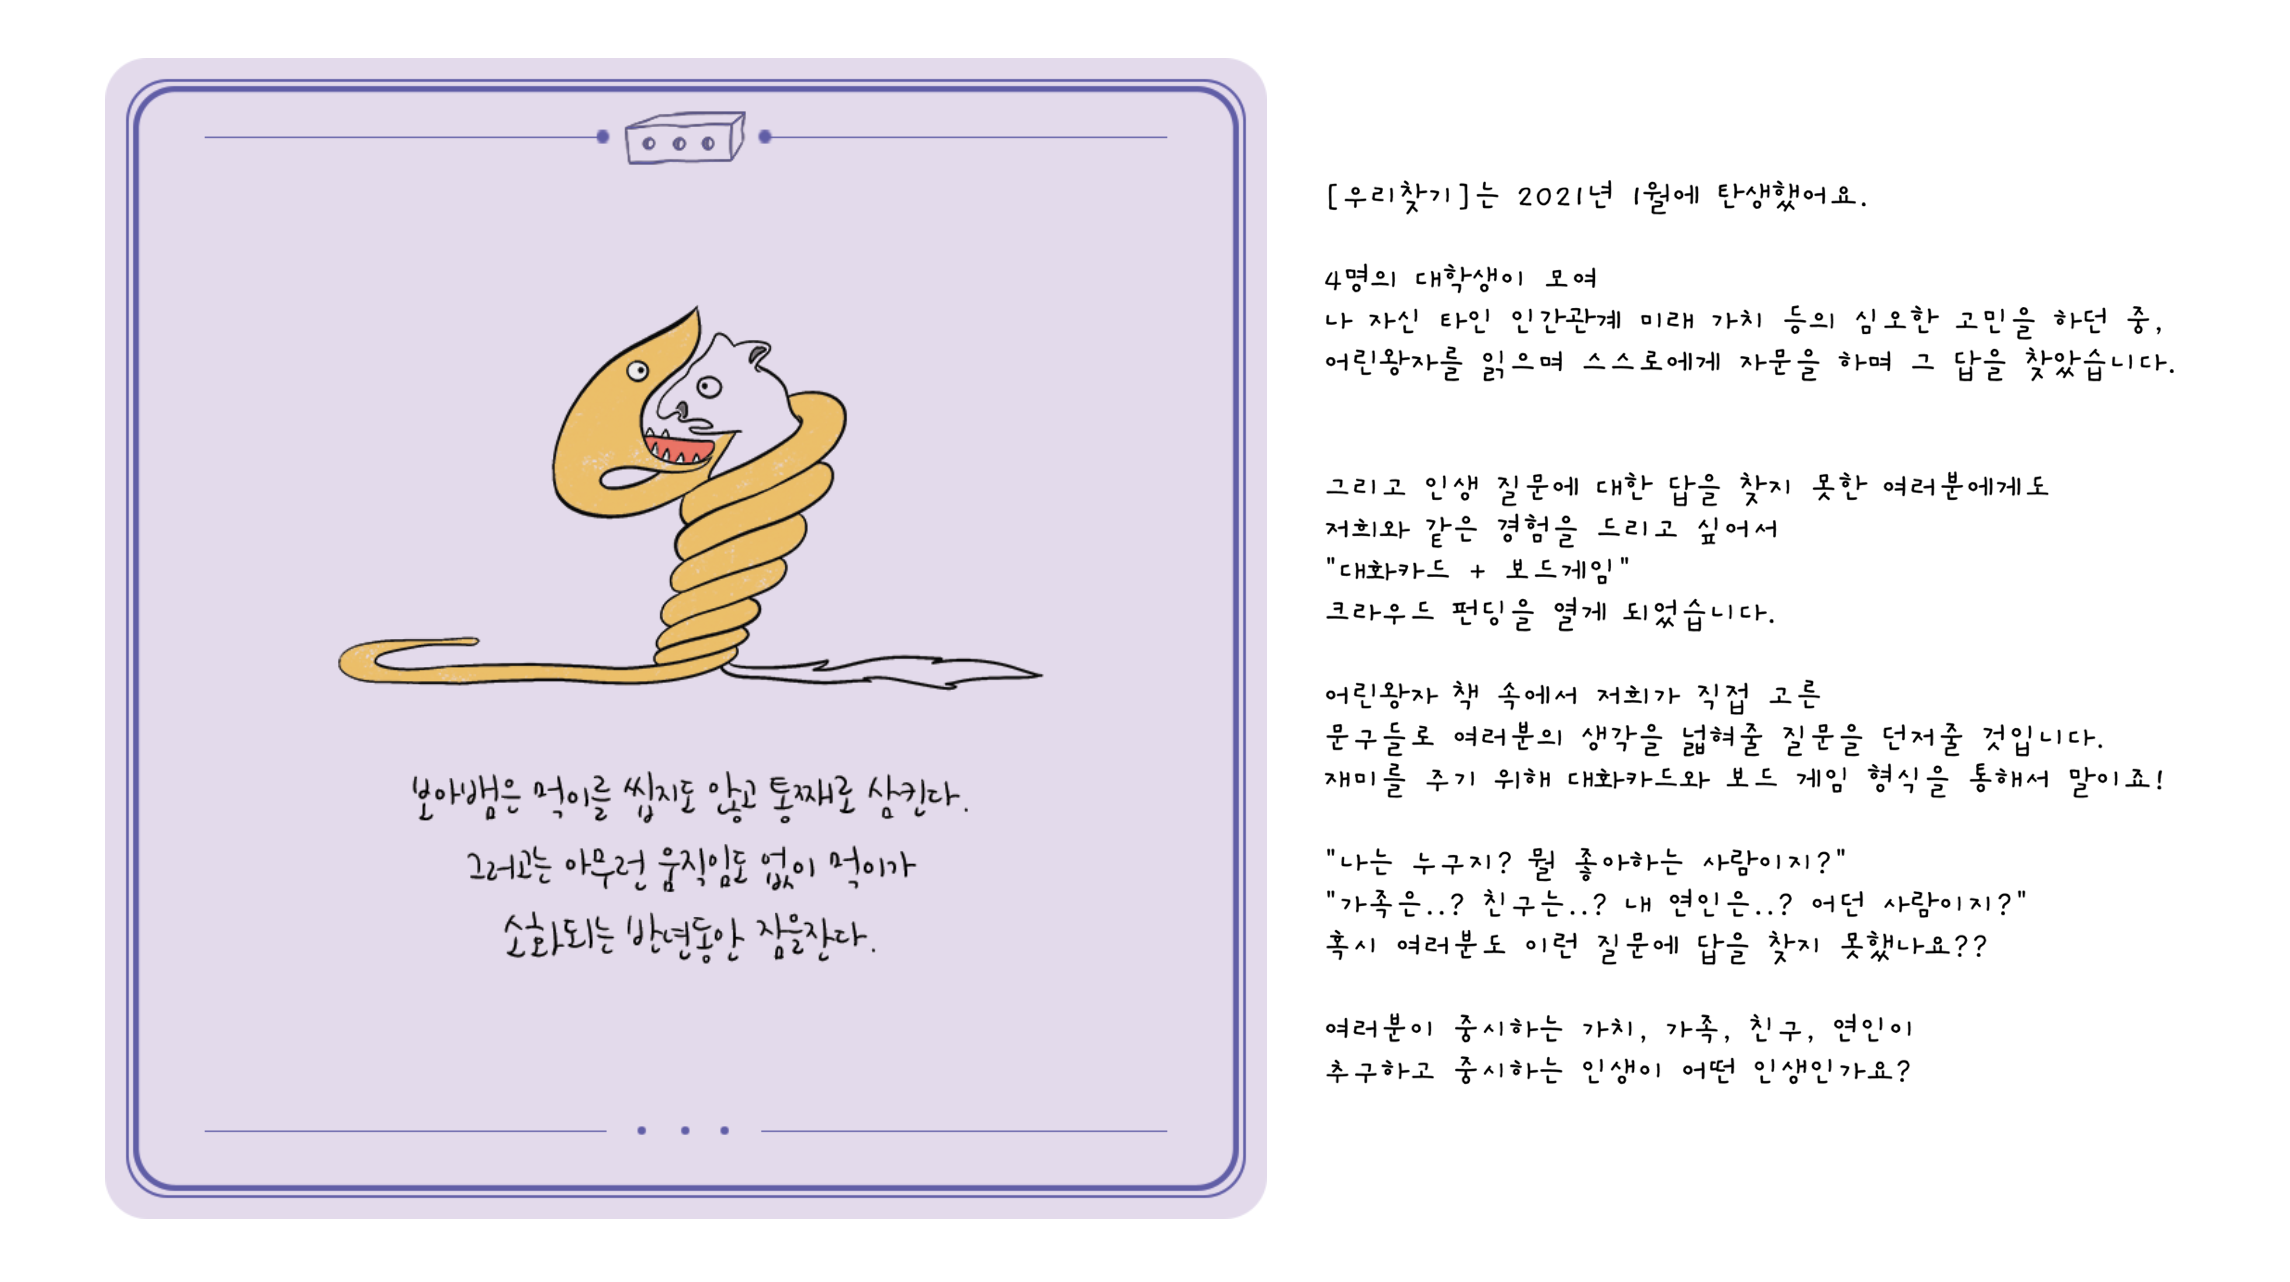 보아뱀은 먹이를 씹지도 않고 통째로 삼킨다.
그러고는 아무런 움직임도 없이 먹이가
소화되는 반년동안 잠을잔다.
[우리찾기]는 2021년 1월에 탄생했어요.
4명의 대학생이 모여
나 자신 타인 인간관계 미래 가치 등의 심오한 고민을 하던 중,
어린왕자를 읽으며 스스로에게 자문을 하며 그 답을 찾았습니다.
그리고 인생 질문에 대한 답을 찾지 못한 여러분에게도
저희와 같은 경험을 드리고 싶어서
"대화카드 + 보드게임"
크라우드 펀딩을 열게 되었습니다.
어린왕자 책 속에서 저희가 직접 고른
문구들로 여러분의 생각을 넓혀줄 질문을 던져줄 것입니다.
재미를 주기 위해 대화카드와 보드 게임 형식을 통해서 말이죠!
"나는 누구지? 뭘 좋아하는 사람이지?"
"가족은..? 친구는..? 내 연인은..? 어떤 사람이지?"
혹시 여러분도 이런 질문에 답을 찾지 못했나요??
여러분이 중시하는 가치, 가족, 친구, 연인이
추구하고 중시하는 인생이 어떤 인생인가요?